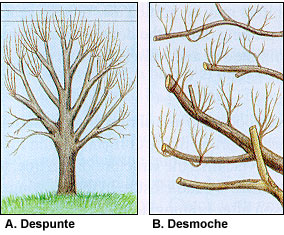 A. Despunte
B. Desmoche